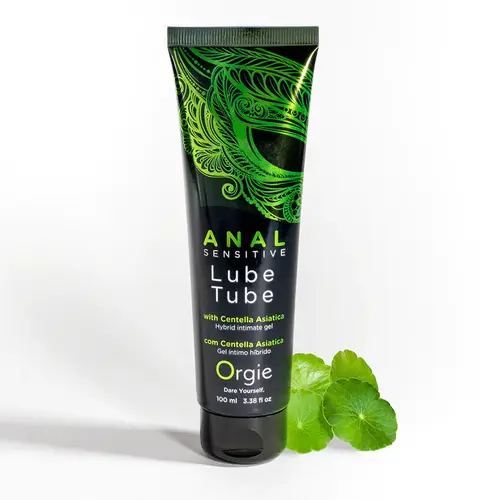 ANAL
SENSITIVE
Lube
Tube
with Centella Asiatica
Hybrid intimate gel
com Centella Asiatica
Gel íntimo híbrido
Orgie
Dare Yourself.
100 ml 3.38 fl oz